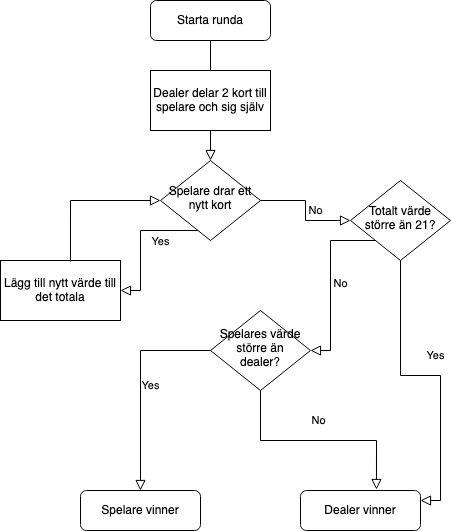 Starta runda
Dealer delar 2 kort till
spelare och sig själv
Spelare drar ett
nytt kort
No
Totalt värde
större än 21?
Yes
Lägg till nytt värde till
det totala
No
Spelares värde
större än
dealer?
Yes
Yes
No
Spelare vinner
Dealer vinner